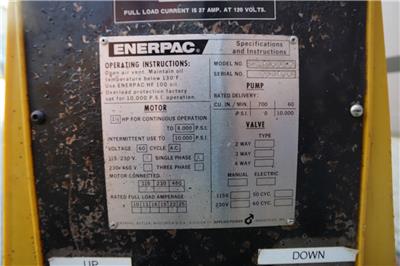 FULL LOAD CURRENT IS 27 AMP. AT 120 VOLTS.
ENERPAC
Specifications
and Instructions
OPERATING INSTRUCTIONS:
Open air vent. Maintain oil
temperature below 130°F.
Use ENERPAC HF 100 oil
Overload protection factory
set for 10,000 P.S.I. operation.
MODEL NO.
SERIAL NO.
PUMP
RATED DELIVERY
CU. IN. / MIN. 700 60
P.S.I. 0 10,000
MOTOR
1½ HP FOR CONTINUOUS OPERATION
TO 8,000 P.S.I.
INTERMITTENT USE TO 10,000 P.S.I.
VOLTAGE 60 CYCLE A.C.
115/230 V. SINGLE PHASE
230/460 V. THREE PHASE
MOTOR CONNECTED
115 230 460
RATED FULL LOAD AMPERAGE
VALVE
TYPE
2 WAY
3 WAY
4 WAY
MANUAL ELECTRIC
115V 50 CYC.
230V 60 CYC.
UP
DOWN